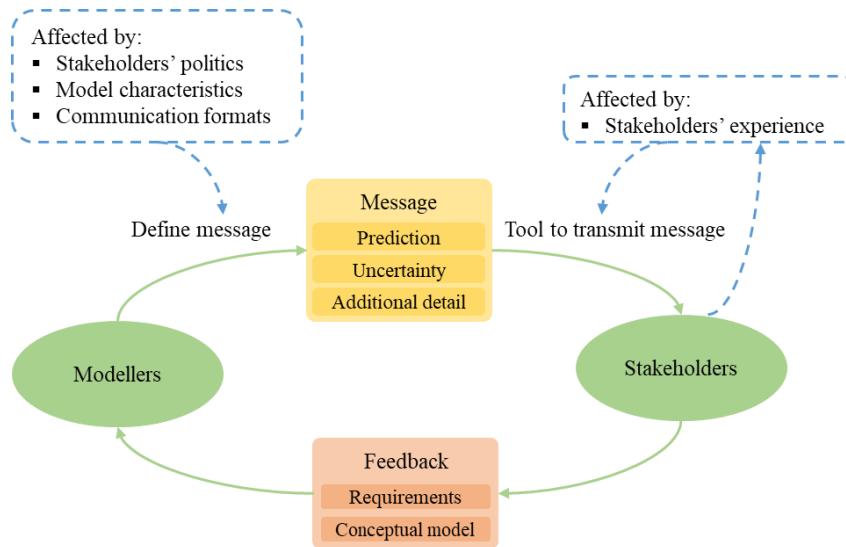 Affected by:
▪ Stakeholders’ politics
▪ Model characteristics
▪ Communication formats
Affected by:
▪ Stakeholders’ experience
Define message
Message
Prediction
Uncertainty
Additional detail
Tool to transmit message
Modellers
Stakeholders
Feedback
Requirements
Conceptual model